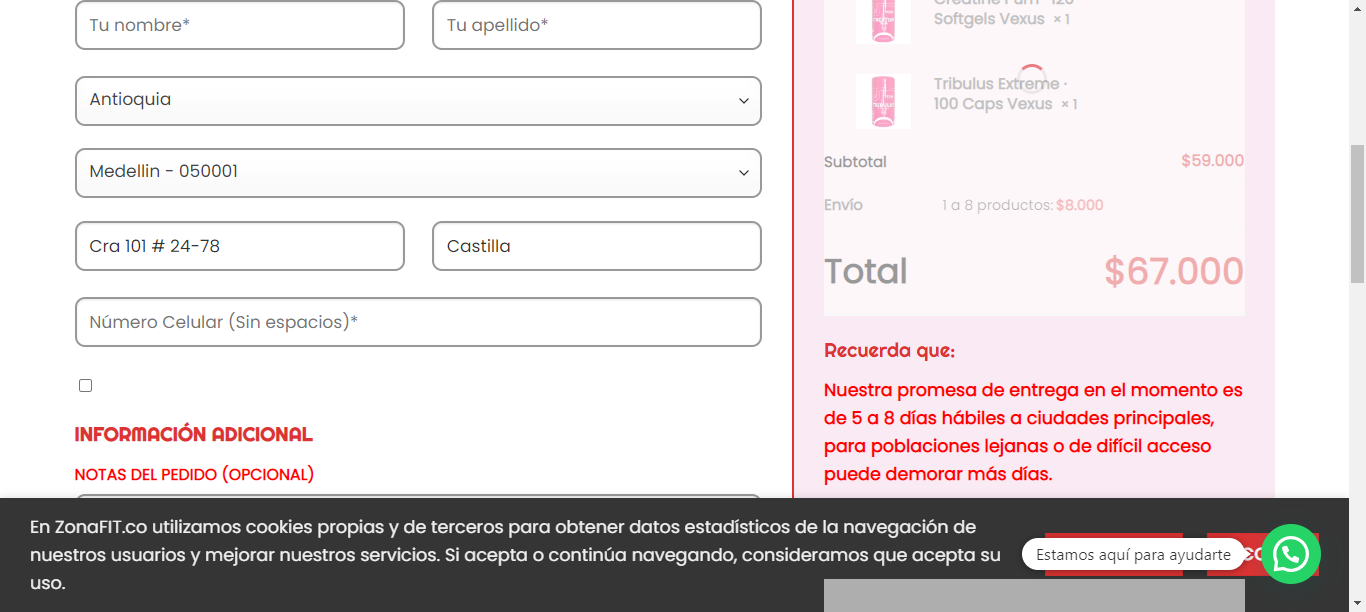 Tu nombre*
Tu apellido*
Antioquia
Medellin - 050001
Cra 101 # 24-78
Castilla
Número Celular (Sin espacios)*
INFORMACIÓN ADICIONAL
NOTAS DEL PEDIDO (OPCIONAL)
Softgels Vexus × 1
Tribulus Extreme ·
100 Caps Vexus × 1
Subtotal $59.000
Envío 1 a 8 productos: $8.000
Total $67.000
Recuerda que:
Nuestra promesa de entrega en el momento es
de 5 a 8 días hábiles a ciudades principales,
para poblaciones lejanas o de difícil acceso
puede demorar más días.
En ZonaFIT.co utilizamos cookies propias y de terceros para obtener datos estadísticos de la navegación de
nuestros usuarios y mejorar nuestros servicios. Si acepta o continúa navegando, consideramos que acepta su
uso.
Estamos aquí para ayudarte